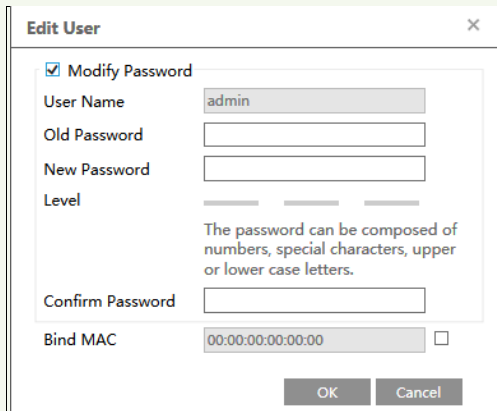 Edit User ×
Modify Password
User Name admin
Old Password
New Password
Level
The password can be composed of
numbers, special characters, upper
or lower case letters.
Confirm Password
Bind MAC 00:00:00:00:00:00
OK Cancel